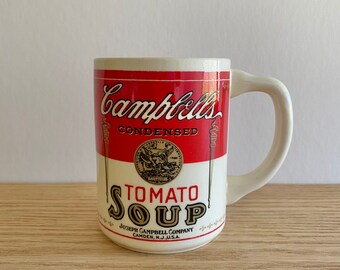 Campbell's
CONDENSED
TOMATO
SOUP
JOSEPH CAMPBELL COMPANY
CAMDEN, N.J., U.S.A.